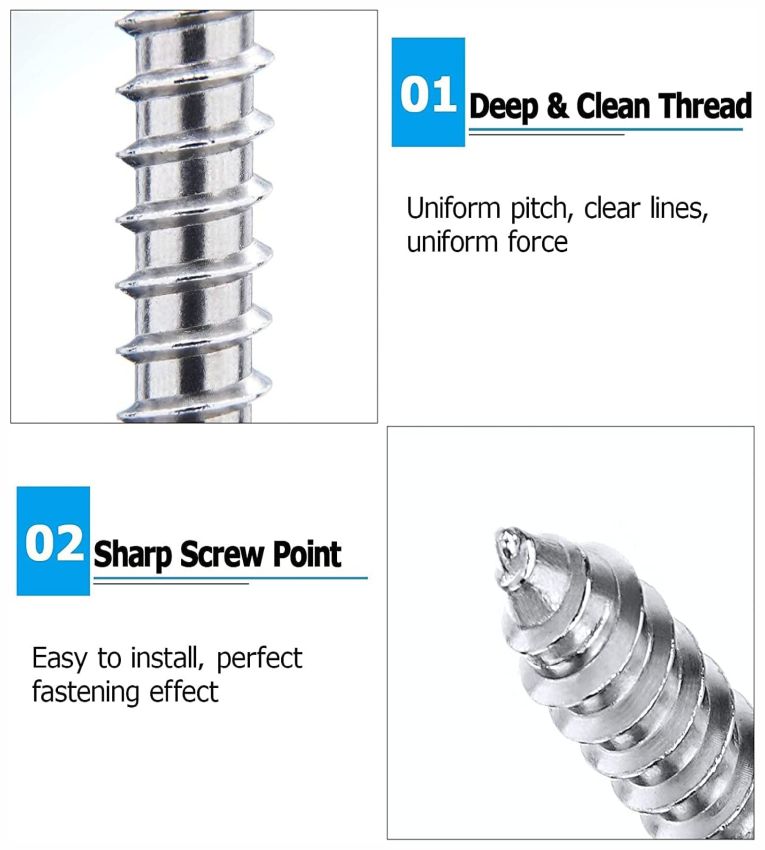 01
Deep & Clean Thread
Uniform pitch, clear lines,
uniform force
02
Sharp Screw Point
Easy to install, perfect
fastening effect